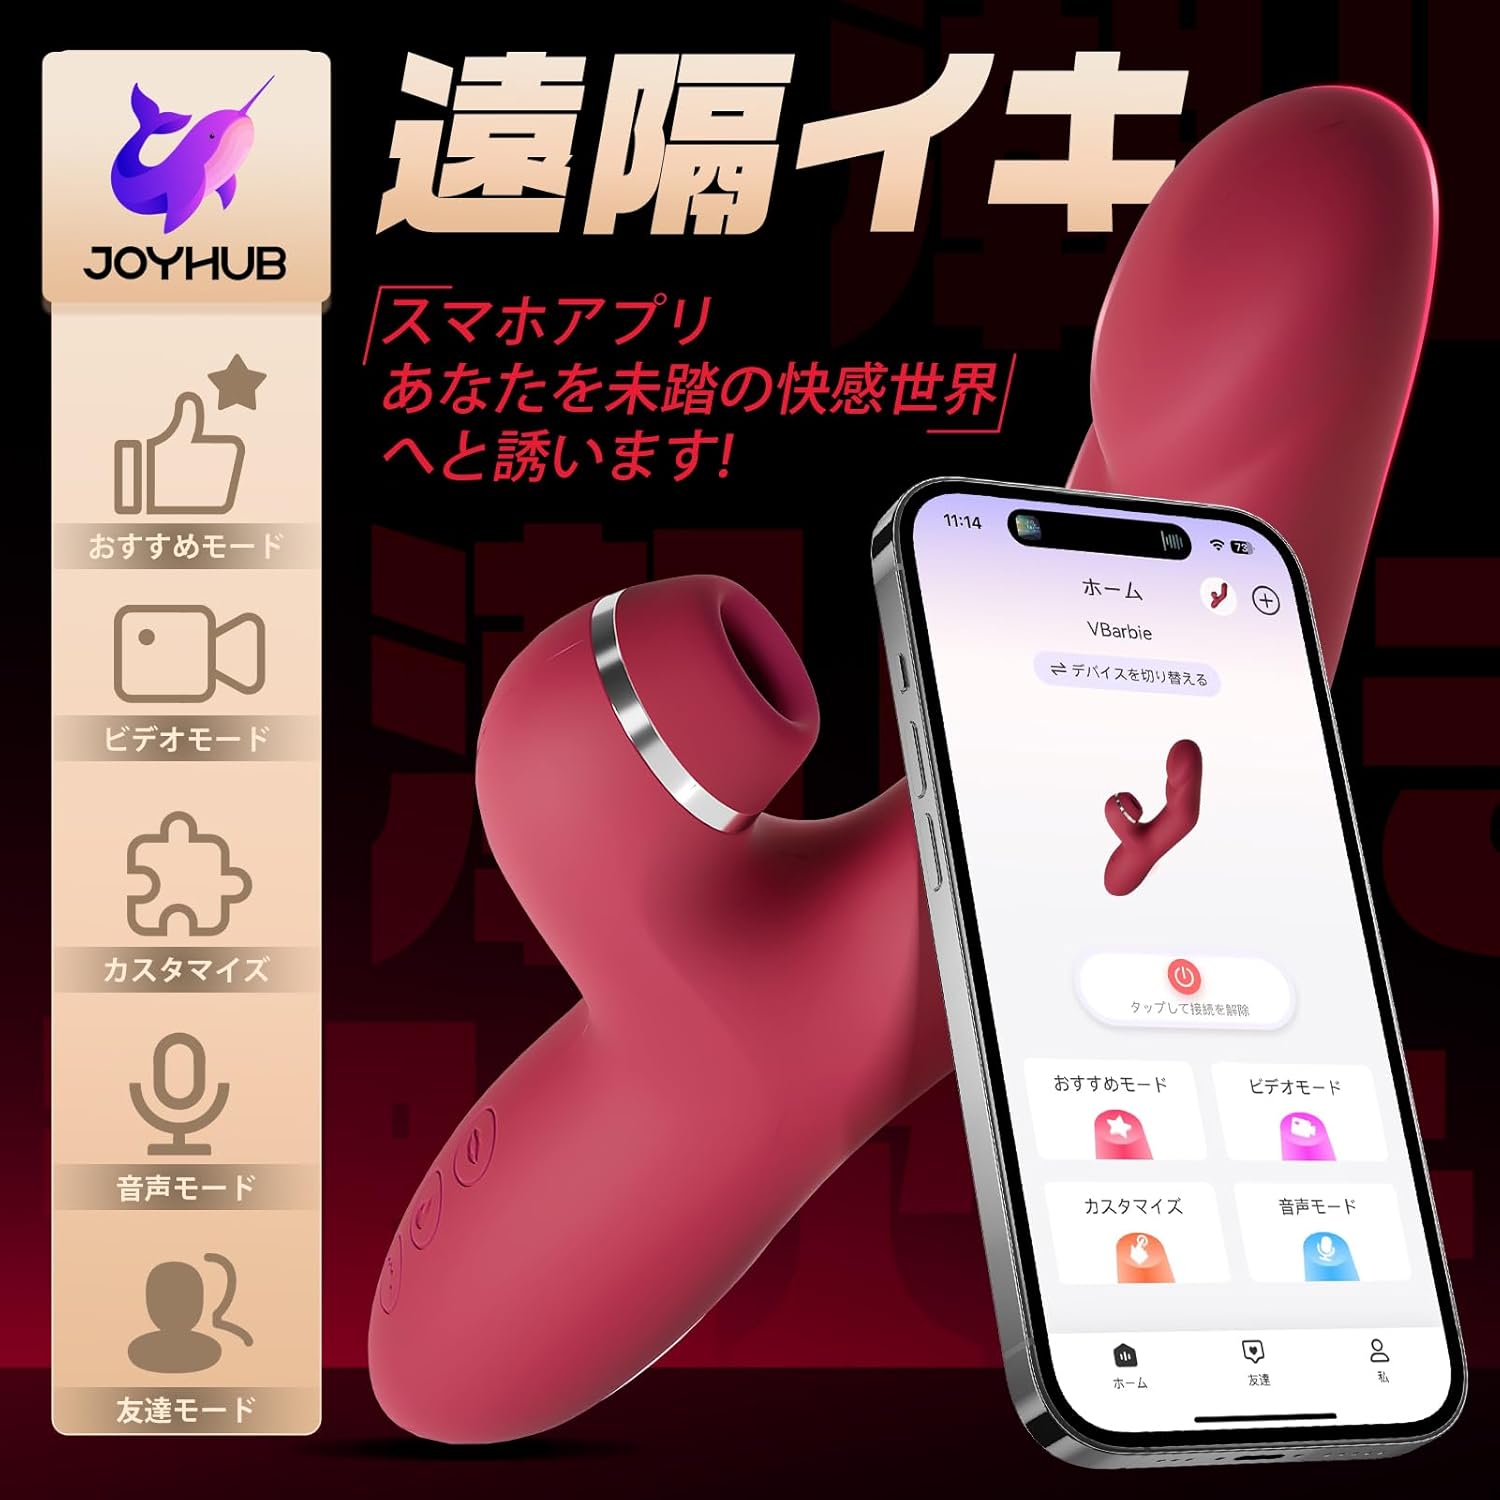 JOYHUB
遠隔イキ
スマホアプリ
あなたを未踏の快感世界
へと誘います!
おすすめモード
ビデオモード
カスタマイズ
音声モード
友達モード
11:14
73
ホーム
VBarbie
デバイスを切り替える
タップして接続を解除
おすすめモード
ビデオモード
カスタマイズ
音声モード
ホーム
友達
私